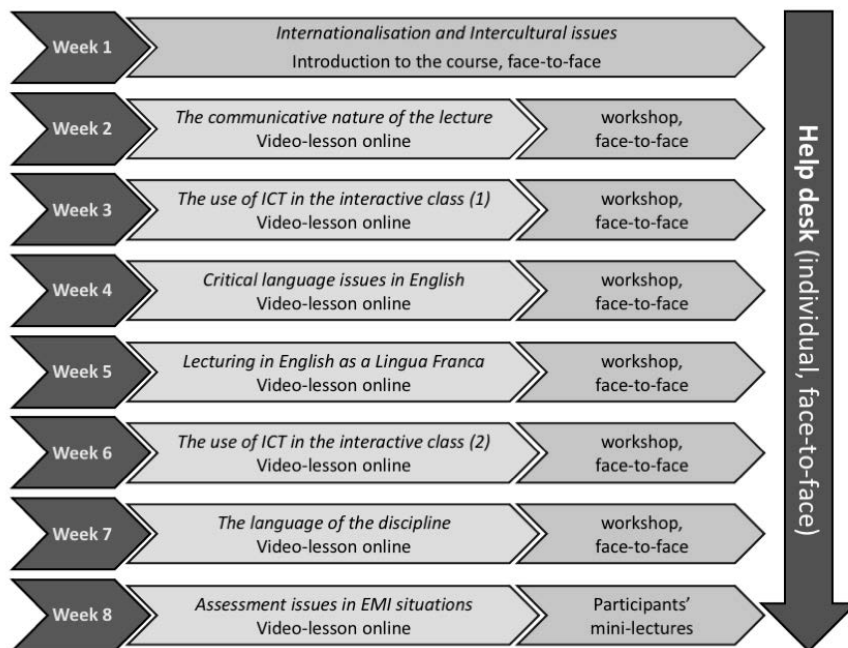 Week 1
Internationalisation and Intercultural issues
Introduction to the course, face-to-face
Week 2
The communicative nature of the lecture
Video-lesson online
workshop,
face-to-face
Week 3
The use of ICT in the interactive class (1)
Video-lesson online
workshop,
face-to-face
Week 4
Critical language issues in English
Video-lesson online
workshop,
face-to-face
Week 5
Lecturing in English as a Lingua Franca
Video-lesson online
workshop,
face-to-face
Week 6
The use of ICT in the interactive class (2)
Video-lesson online
workshop,
face-to-face
Week 7
The language of the discipline
Video-lesson online
workshop,
face-to-face
Week 8
Assessment issues in EMI situations
Video-lesson online
Participants’
mini-lectures
Help desk (individual, face-to-face)